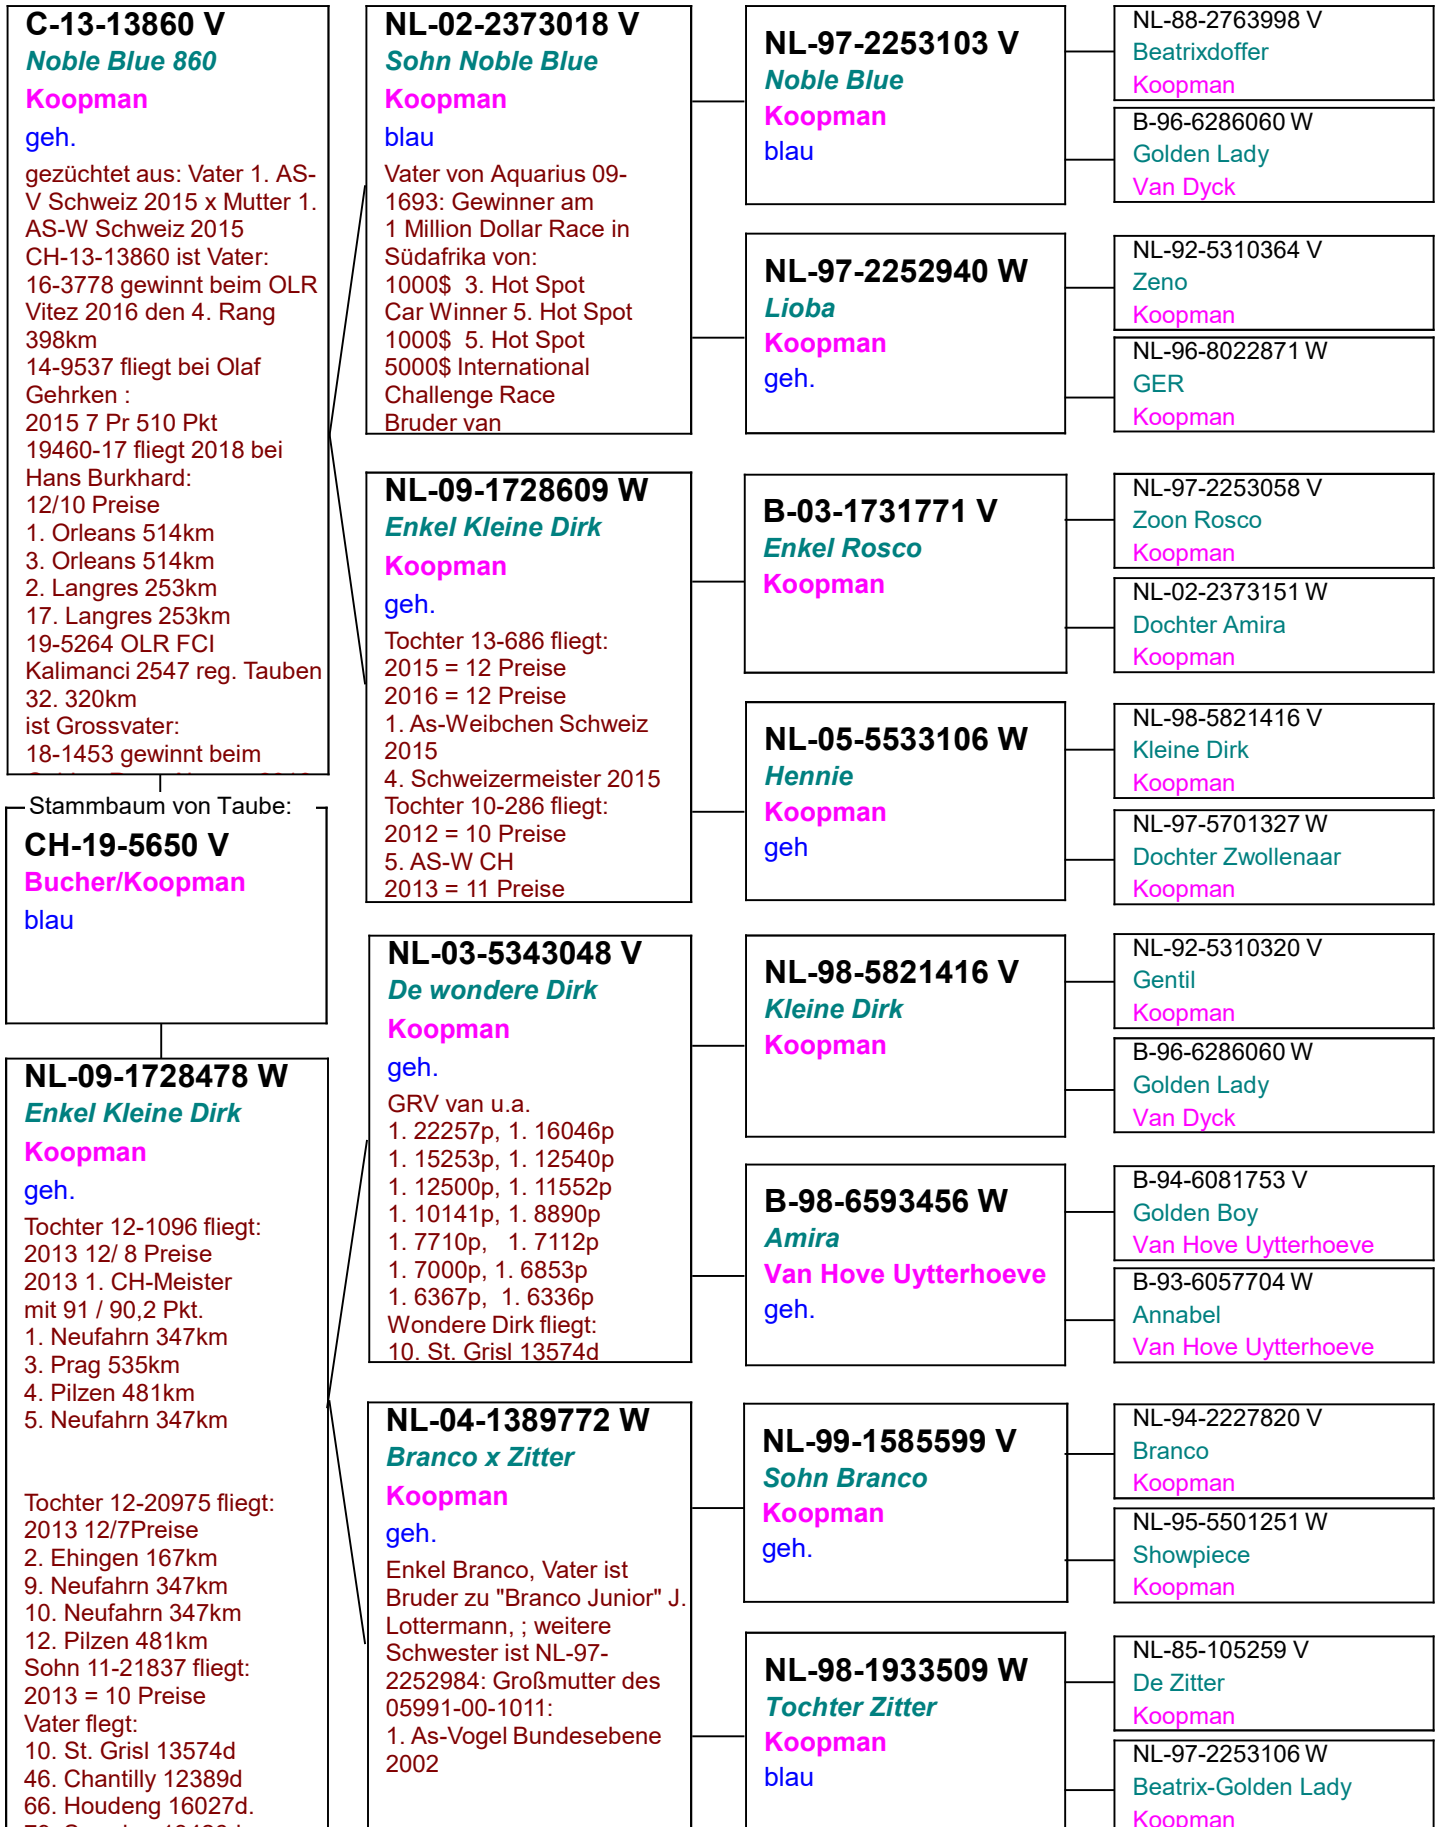 C-13-13860 V
Noble Blue 860
Koopman
geh.
gezüchtet aus: Vater 1. AS-
V Schweiz 2015 x Mutter 1.
AS-W Schweiz 2015
CH-13-13860 ist Vater:
16-3778 gewinnt beim OLR
Vitez 2016 den 4. Rang
398km
14-9537 fliegt bei Olaf
Gehrken :
2015 7 Pr 510 Pkt
19460-17 fliegt 2018 bei
Hans Burkhard:
12/10 Preise
1. Orleans 514km
3. Orleans 514km
2. Langres 253km
17. Langres 253km
19-5264 OLR FCI
Kalimanci 2547 reg. Tauben
32. 320km
ist Grossvater:
18-1453 gewinnt beim
Stammbaum von Taube:
CH-19-5650 V
Bucher/Koopman
blau
NL-09-1728478 W
Enkel Kleine Dirk
Koopman
geh.
Tochter 12-1096 fliegt:
2013 12/ 8 Preise
2013 1. CH-Meister
mit 91 / 90,2 Pkt.
1. Neufahrn 347km
3. Prag 535km
4. Pilzen 481km
5. Neufahrn 347km
Tochter 12-20975 fliegt:
2013 12/7Preise
2. Ehingen 167km
9. Neufahrn 347km
10. Neufahrn 347km
12. Pilzen 481km
Sohn 11-21837 fliegt:
2013 = 10 Preise
Vater flegt:
10. St. Grisl 13574d
46. Chantilly 12389d
66. Houdeng 16027d.
NL-02-2373018 V
Sohn Noble Blue
Koopman
blau
Vater von Aquarius 09-
1693: Gewinner am
1 Million Dollar Race in
Südafrika von:
1000$  3. Hot Spot
Car Winner 5. Hot Spot
1000$  5. Hot Spot
5000$ International
Challenge Race
Bruder van
NL-09-1728609 W
Enkel Kleine Dirk
Koopman
geh.
Tochter 13-686 fliegt:
2015 = 12 Preise
2016 = 12 Preise
1. As-Weibchen Schweiz
2015
4. Schweizermeister 2015
Tochter 10-286 fliegt:
2012 = 10 Preise
5. AS-W CH
2013 = 11 Preise
NL-03-5343048 V
De wondere Dirk
Koopman
geh.
GRV van u.a.
1. 22257p, 1. 16046p
1. 15253p, 1. 12540p
1. 12500p, 1. 11552p
1. 10141p, 1. 8890p
1. 7710p,   1. 7112p
1. 7000p, 1. 6853p
1. 6367p,  1. 6336p
Wondere Dirk fliegt:
10. St. Grisl 13574d
NL-04-1389772 W
Branco x Zitter
Koopman
geh.
Enkel Branco, Vater ist
Bruder zu "Branco Junior" J.
Lottermann, ; weitere
Schwester ist NL-97-
2252984: Großmutter des
05991-00-1011:
1. As-Vogel Bundesebene
2002
NL-97-2253103 V
Noble Blue
Koopman
blau
NL-97-2252940 W
Lioba
Koopman
geh.
B-03-1731771 V
Enkel Rosco
Koopman
NL-05-5533106 W
Hennie
Koopman
geh
NL-98-5821416 V
Kleine Dirk
Koopman
B-98-6593456 W
Amira
Van Hove Uytterhoeve
geh.
NL-99-1585599 V
Sohn Branco
Koopman
geh.
NL-98-1933509 W
Tochter Zitter
Koopman
blau
NL-88-2763998 V
Beatrixdoffer
Koopman
B-96-6286060 W
Golden Lady
Van Dyck
NL-92-5310364 V
Zeno
Koopman
NL-96-8022871 W
GER
Koopman
NL-97-2253058 V
Zoon Rosco
Koopman
NL-02-2373151 W
Dochter Amira
Koopman
NL-98-5821416 V
Kleine Dirk
Koopman
NL-97-5701327 W
Dochter Zwollenaar
Koopman
NL-92-5310320 V
Gentil
Koopman
B-96-6286060 W
Golden Lady
Van Dyck
B-94-6081753 V
Golden Boy
Van Hove Uytterhoeve
B-93-6057704 W
Annabel
Van Hove Uytterhoeve
NL-94-2227820 V
Branco
Koopman
NL-95-5501251 W
Showpiece
Koopman
NL-85-105259 V
De Zitter
Koopman
NL-97-2253106 W
Beatrix-Golden Lady
Koopman